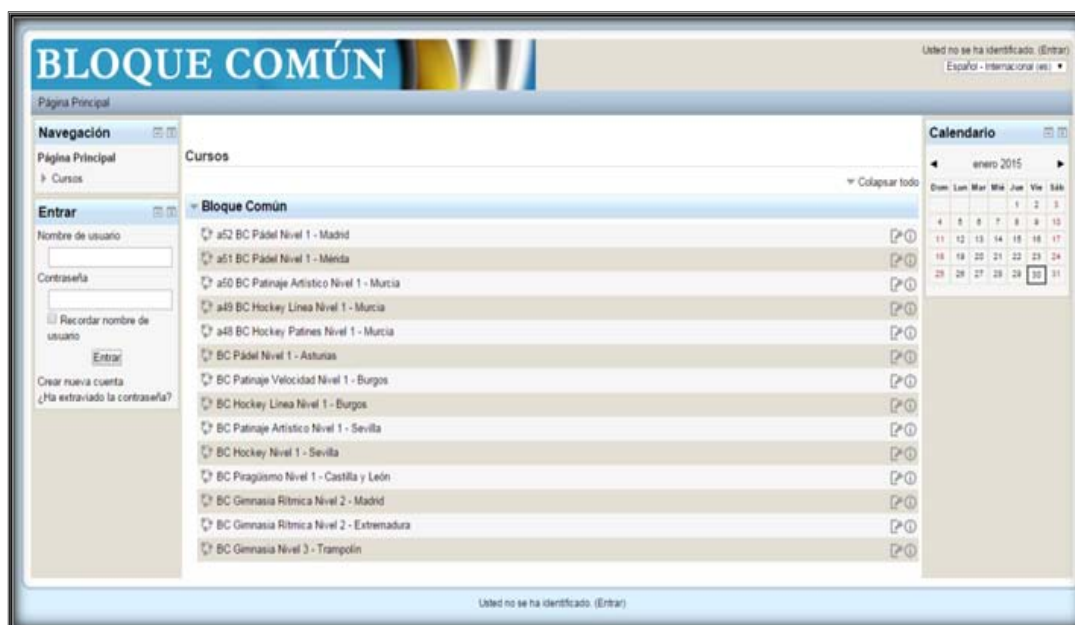 BLOQUE COMÚN
Usted no se ha identificado. (Entrar)
Español - Internacional (es)
Página Principal
Navegación
Página Principal
Cursos
Entrar
Nombre de usuario
Contraseña
Recordar nombre de
usuario
Entrar
Crear nueva cuenta
¿Ha extraviado la contraseña?
Cursos
Colapsar todo
Bloque Común
a52 BC Pádel Nivel 1 - Madrid
a51 BC Pádel Nivel 1 - Mérida
a50 BC Patinaje Artístico Nivel 1 - Murcia
a49 BC Hockey Línea Nivel 1 - Murcia
a48 BC Hockey Patines Nivel 1 - Murcia
BC Pádel Nivel 1 - Asturias
BC Patinaje Velocidad Nivel 1 - Burgos
BC Hockey Línea Nivel 1 - Burgos
BC Patinaje Artístico Nivel 1 - Sevilla
BC Hockey Nivel 1 - Sevilla
BC Piragüismo Nivel 1 - Castilla y León
BC Gimnasia Rítmica Nivel 2 - Madrid
BC Gimnasia Rítmica Nivel 2 - Extremadura
BC Gimnasia Nivel 3 - Trampolín
Calendario
enero 2015
Dom Lun Mar Mié Jue Vie Sáb
1 2 3
4 5 6 7 8 9 10
11 12 13 14 15 16 17
18 19 20 21 22 23 24
25 26 27 28 29 30 31
Usted no se ha identificado. (Entrar)